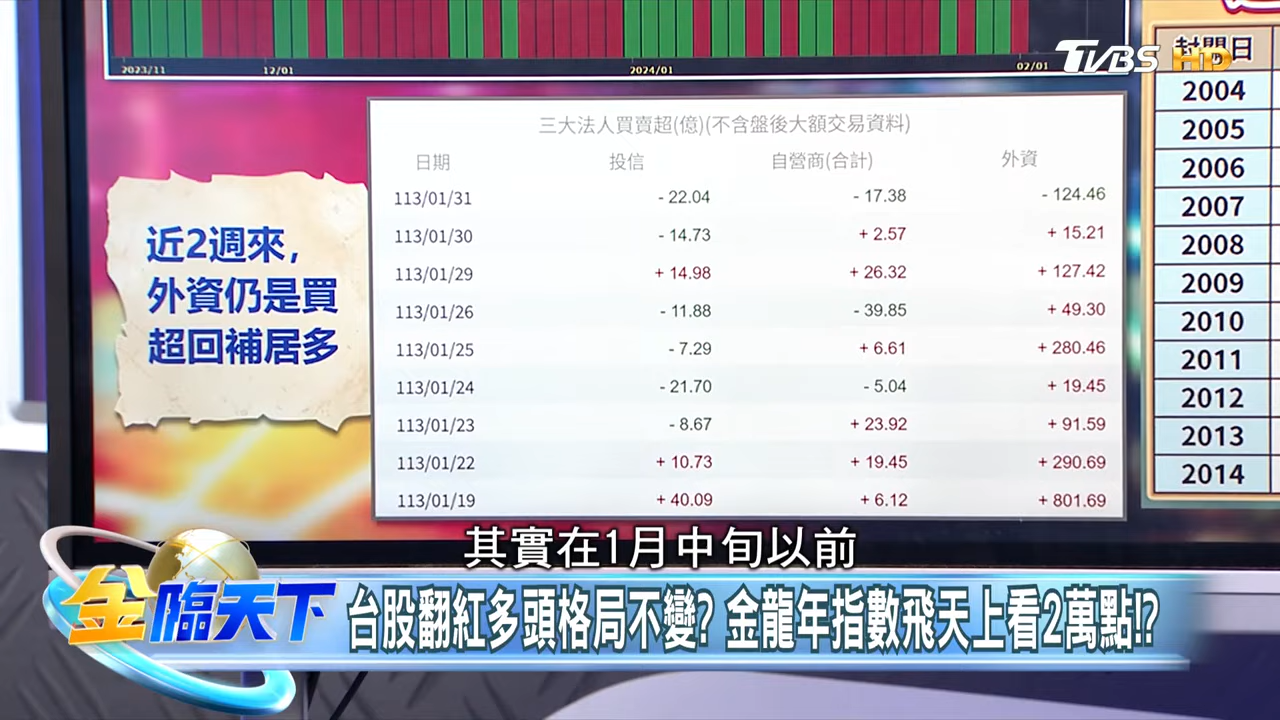 2023/11 12/01 2024/01 02/01
TVBS HD
封關日
2004
2005
2006
2007
2008
2009
2010
2011
2012
2013
2014
三大法人買賣超(億)(不含盤後大額交易資料)
日期 投信 自營商(合計) 外資
113/01/31 - 22.04 - 17.38 - 124.46
113/01/30 - 14.73 + 2.57 + 15.21
113/01/29 + 14.98 + 26.32 + 127.42
113/01/26 - 11.88 - 39.85 + 49.30
113/01/25 - 7.29 + 6.61 + 280.46
113/01/24 - 21.70 - 5.04 + 19.45
113/01/23 - 8.67 + 23.92 + 91.59
113/01/22 + 10.73 + 19.45 + 290.69
113/01/19 + 40.09 + 6.12 + 801.69
近2週來,
外資仍是買
超回補居多
其實在1月中旬以前
金臨天下
台股翻紅多頭格局不變? 金龍年指數飛天上看2萬點!?